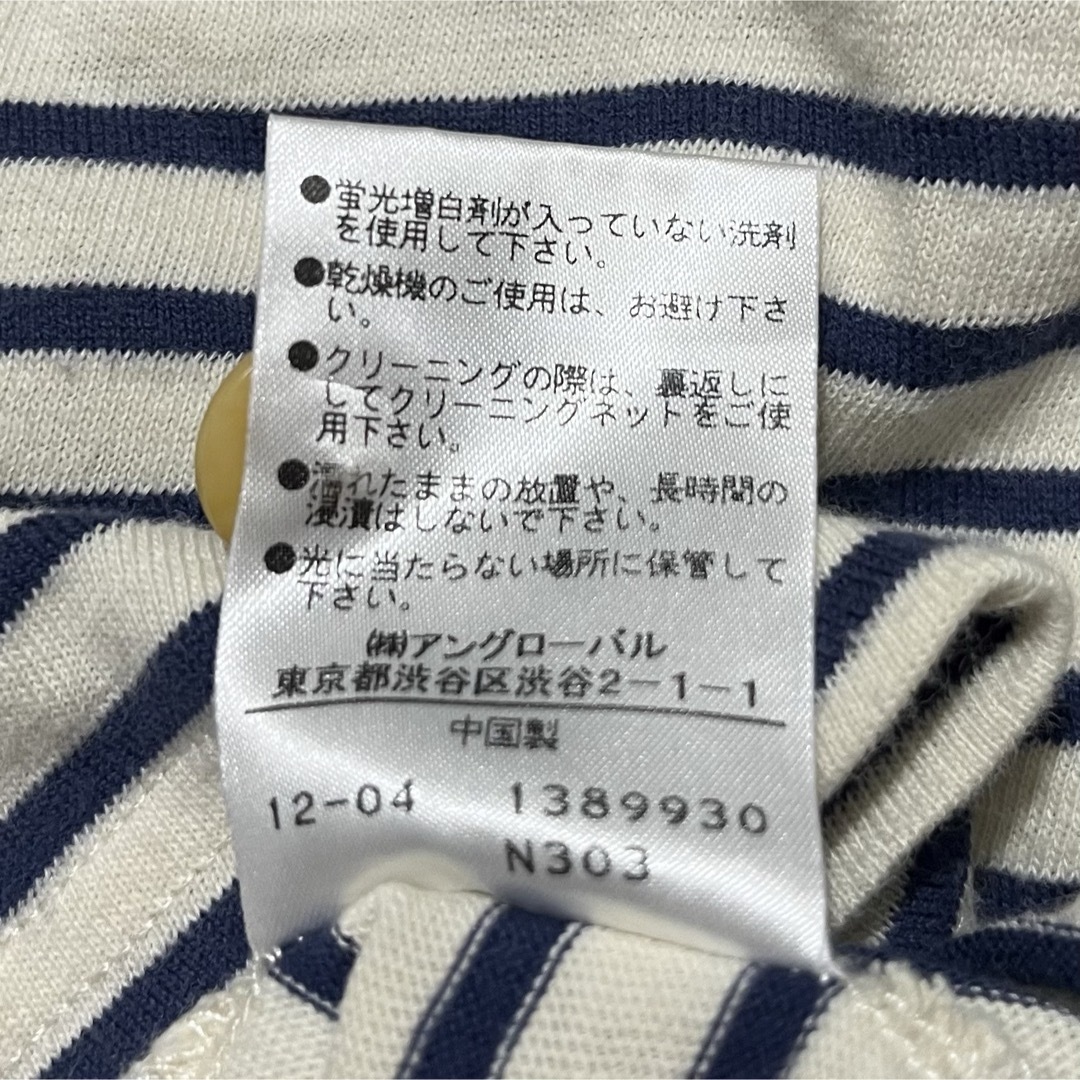 ●蛍光増白剤が入っていない洗剤
を使用して下さい。
●乾燥機のご使用は、お避け下さ
い。
●クリーニングの際は、裏返しに
してクリーニングネットをご使
用下さい。
●濡れたままの放置や、長時間の
浸漬はしないで下さい。
●光に当たらない場所に保管して
下さい。
㈱アングローバル
東京都渋谷区渋谷2-1-1
中国製
12-04 1389930
N303